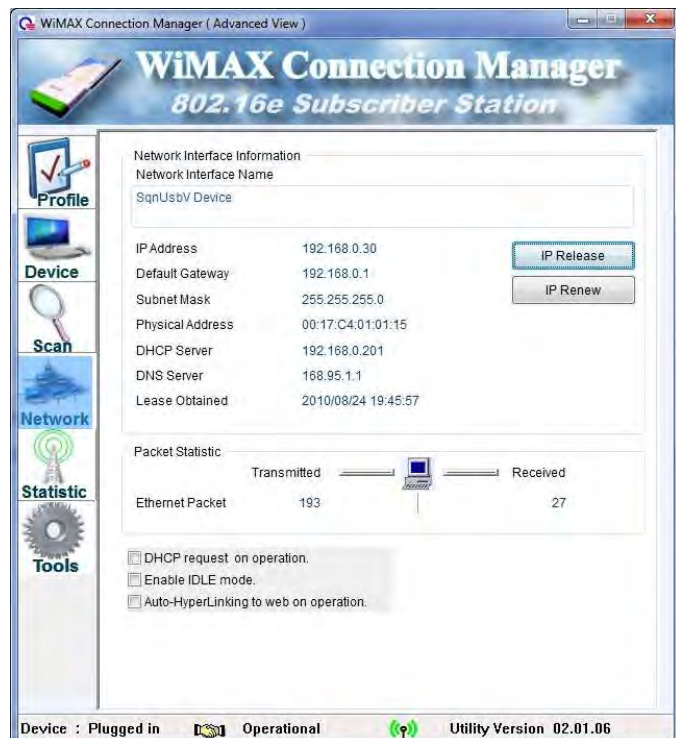 WiMAX Connection Manager ( Advanced View )
WiMAX Connection Manager
802.16e Subscriber Station
Profile
Device
Scan
Network
Statistic
Tools
Network Interface Information
Network Interface Name
SqnUsbV Device
IP Address 192.168.0.30
Default Gateway 192.168.0.1
Subnet Mask 255.255.255.0
Physical Address 00:17:C4:01:01:15
DHCP Server 192.168.0.201
DNS Server 168.95.1.1
Lease Obtained 2010/08/24 19:45:57
IP Release
IP Renew
Packet Statistic
Transmitted Received
Ethernet Packet 193 27
DHCP request on operation.
Enable IDLE mode.
Auto-HyperLinking to web on operation.
Device : Plugged in Operational Utility Version 02.01.06